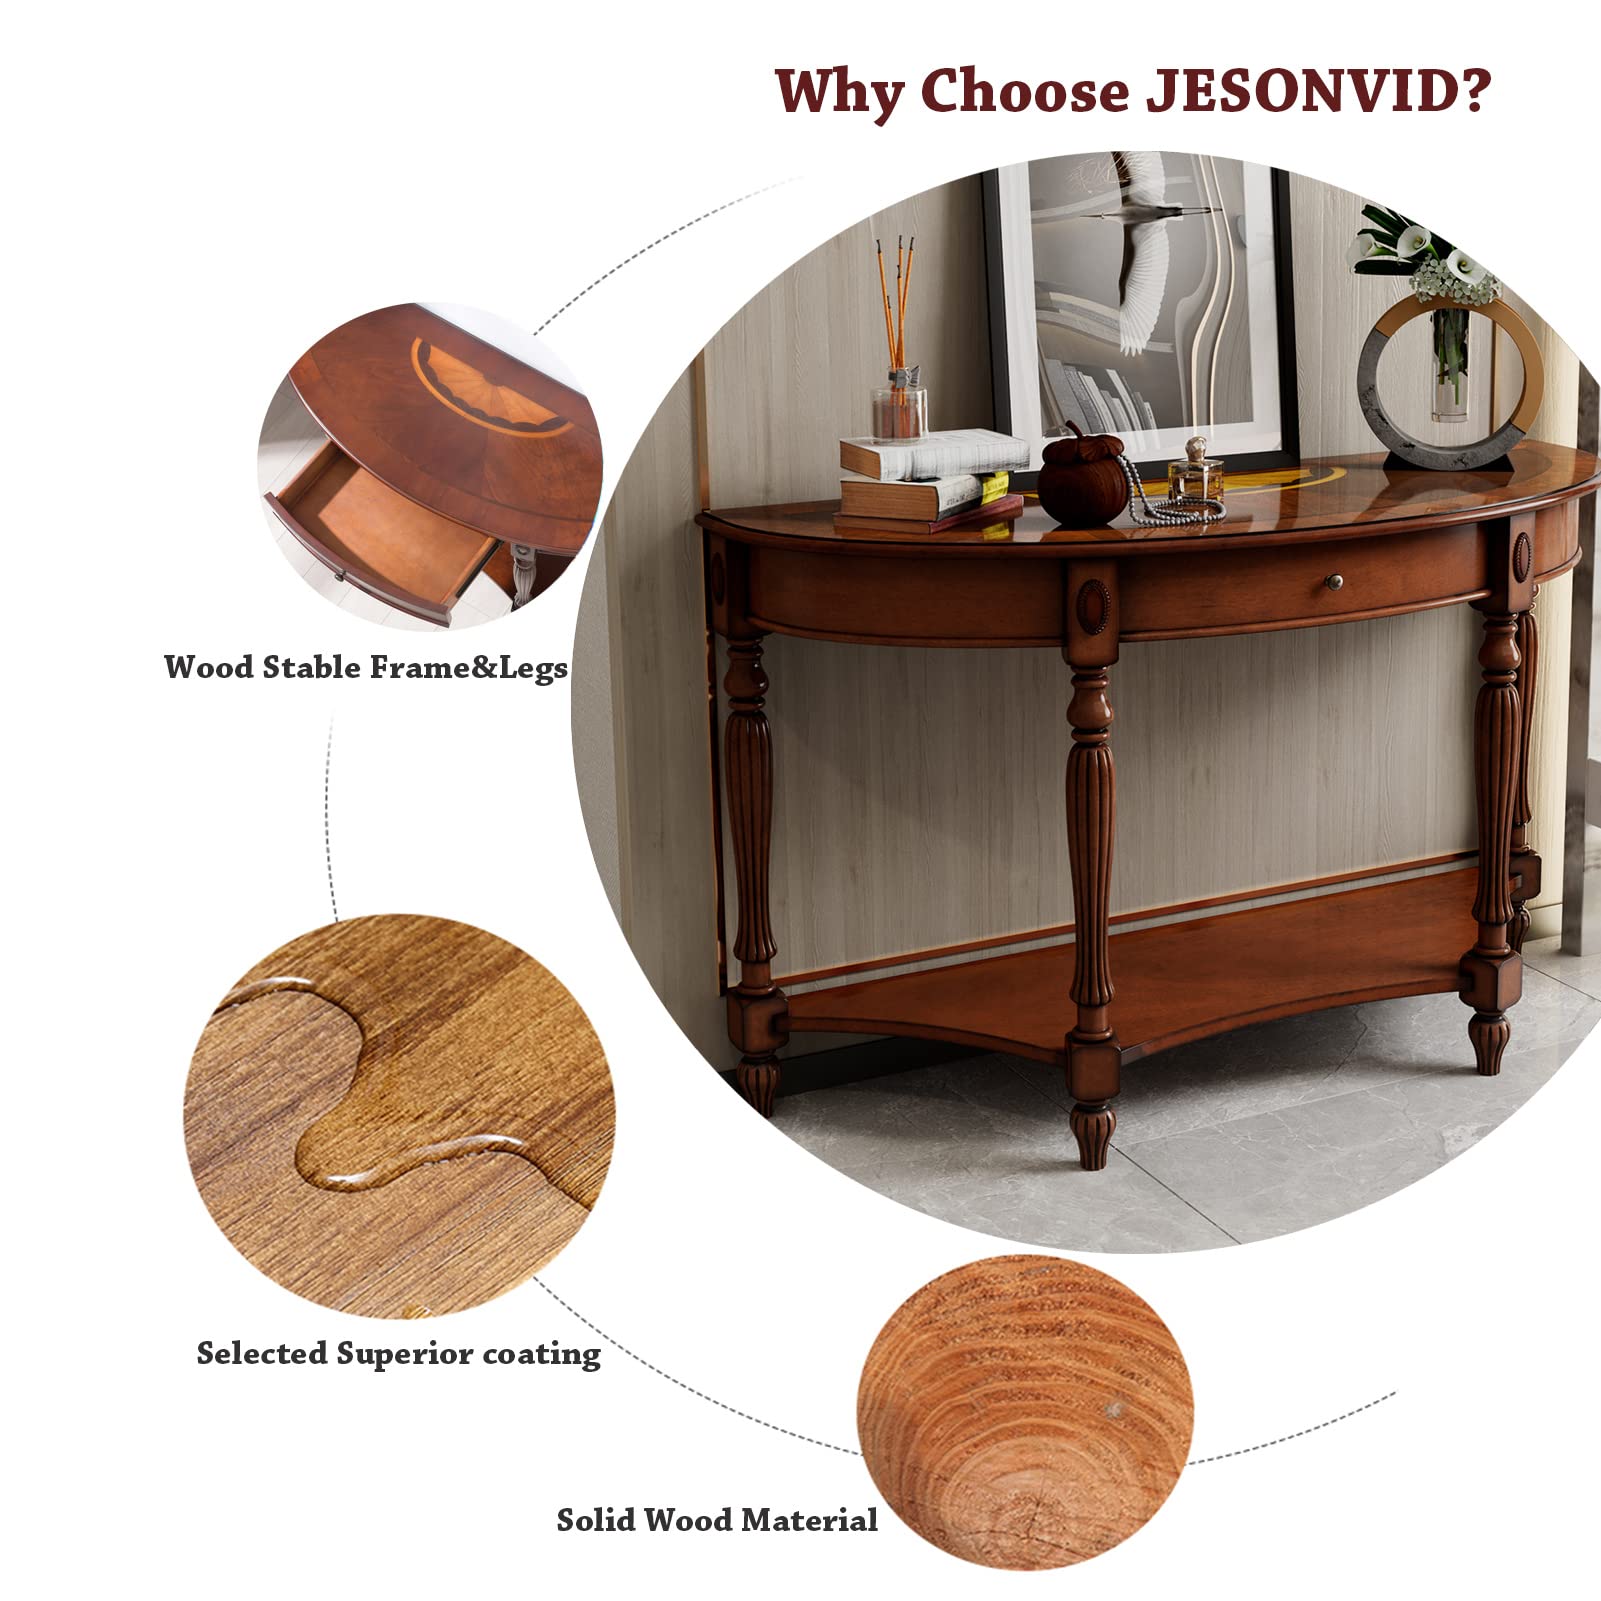 Why Choose JESONVID?
Wood Stable Frame&Legs
Selected Superior coating
Solid Wood Material